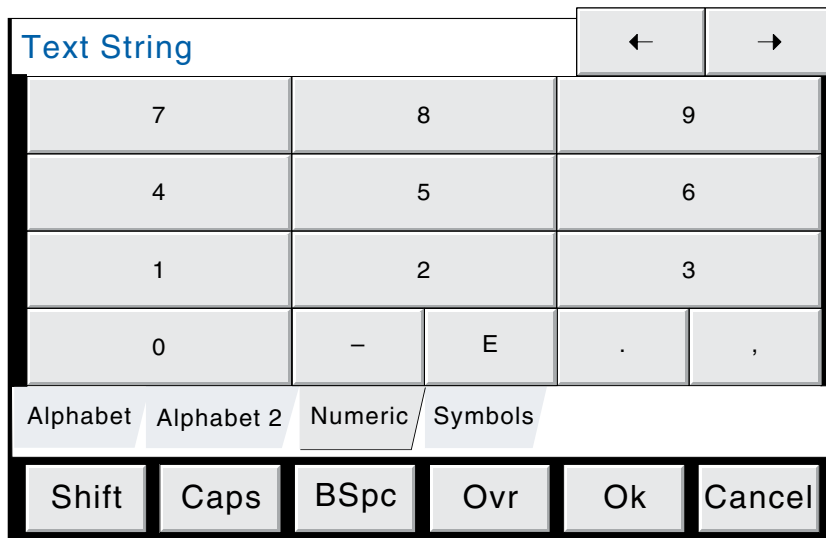 Text String ← →
7 8 9
4 5 6
1 2 3
0 – E . ,
Alphabet Alphabet 2 Numeric Symbols
Shift Caps BSpc Ovr Ok Cancel